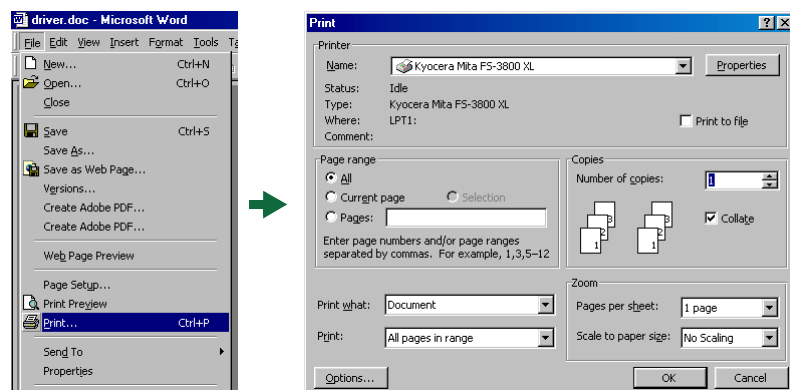 driver.doc - Microsoft Word
File Edit View Insert Format Tools
New... Ctrl+N
Open... Ctrl+O
Close
Save Ctrl+S
Save As...
Save as Web Page...
Versions...
Create Adobe PDF...
Create Adobe PDF...
Web Page Preview
Page Setup...
Print Preview
Print... Ctrl+P
Send To
Properties
Print
Printer
Name: Kyocera Mita FS-3800 XL Properties
Status: Idle
Type: Kyocera Mita FS-3800 XL
Where: LPT1: Print to file
Comment:
Page range
All
Current page Selection
Pages:
Enter page numbers and/or page ranges
separated by commas. For example, 1,3,5–12
Copies
Number of copies: 1
3 3
2 2
1 1
Collate
Print what: Document
Print: All pages in range
Zoom
Pages per sheet: 1 page
Scale to paper size: No Scaling
Options... OK Cancel